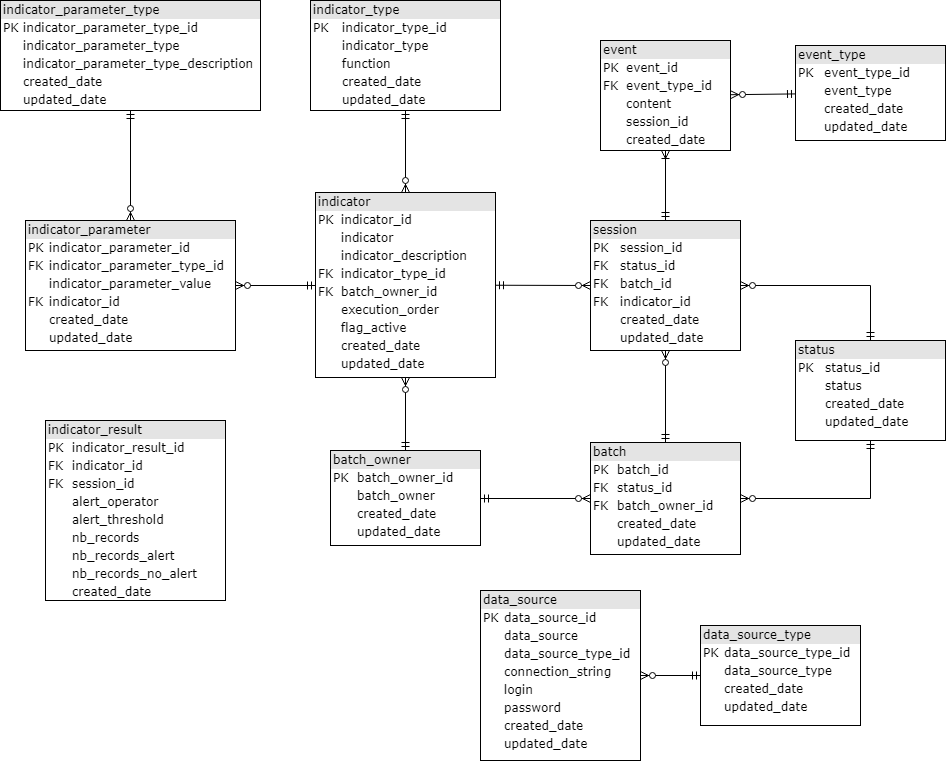 indicator_parameter_type
PK indicator_parameter_type_id
indicator_parameter_type
indicator_parameter_type_description
created_date
updated_date
indicator_type
PK indicator_type_id
indicator_type
function
created_date
updated_date
event
PK event_id
FK event_type_id
content
session_id
created_date
event_type
PK event_type_id
event_type
created_date
updated_date
indicator_parameter
PK indicator_parameter_id
FK indicator_parameter_type_id
indicator_parameter_value
FK indicator_id
created_date
updated_date
indicator
PK indicator_id
indicator
indicator_description
FK indicator_type_id
FK batch_owner_id
execution_order
flag_active
created_date
updated_date
session
PK session_id
FK status_id
FK batch_id
FK indicator_id
created_date
updated_date
status
PK status_id
status
created_date
updated_date
indicator_result
PK indicator_result_id
FK indicator_id
FK session_id
alert_operator
alert_threshold
nb_records
nb_records_alert
nb_records_no_alert
created_date
batch_owner
PK batch_owner_id
batch_owner
created_date
updated_date
batch
PK batch_id
FK status_id
FK batch_owner_id
created_date
updated_date
data_source
PK data_source_id
data_source
data_source_type_id
connection_string
login
password
created_date
updated_date
data_source_type
PK data_source_type_id
data_source_type
created_date
updated_date